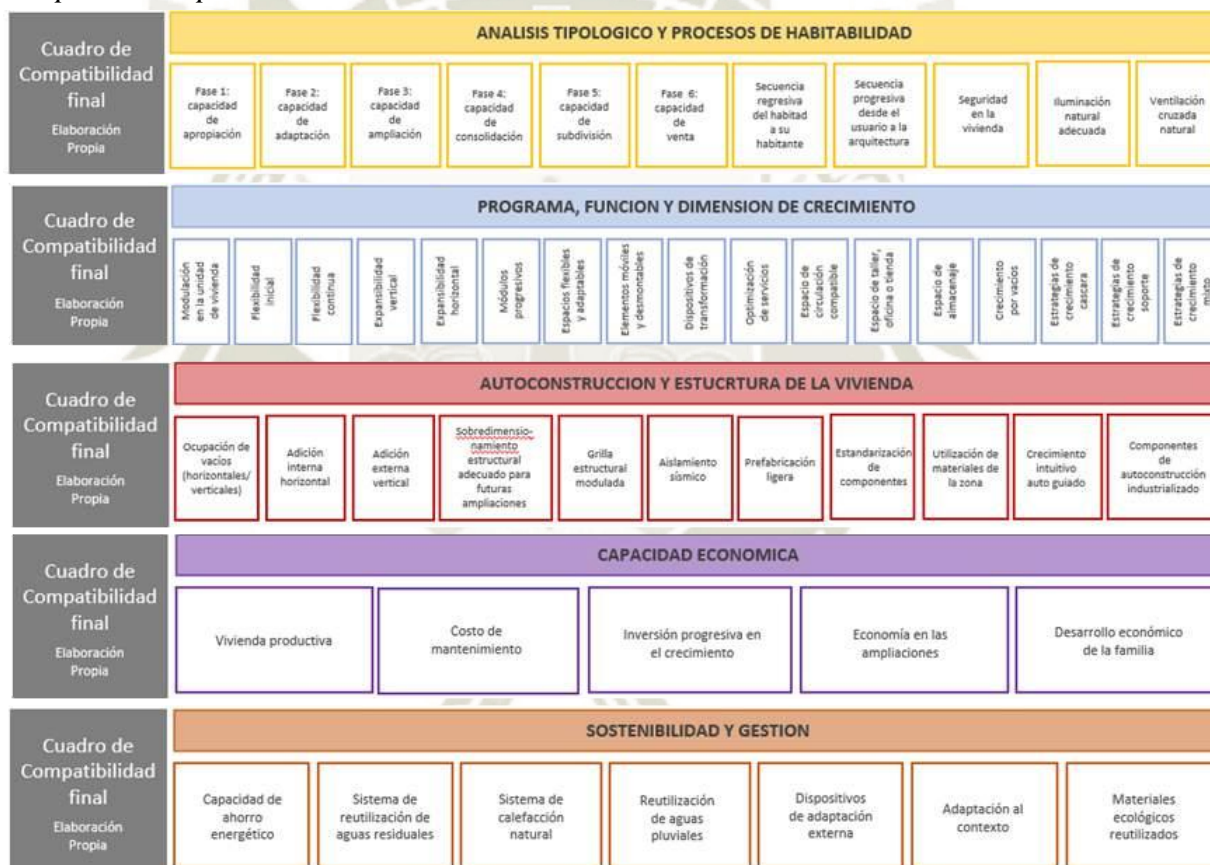 Cuadro de
Compatibilidad
final
Elaboración
Propia
ANALISIS TIPOLOGICO Y PROCESOS DE HABITABILIDAD
Fase 1:
capacidad
de
apropiación
Fase 2:
capacidad
de
adaptación
Fase 3:
capacidad
de
ampliación
Fase 4:
capacidad
de
consolidación
Fase 5:
capacidad
de
subdivisión
Fase 6:
capacidad
de
venta
Secuencia
regresiva
del habitad
a su
habitante
Secuencia
progresiva
desde el
usuario a la
arquitectura
Seguridad
en la
vivienda
Iluminación
natural
adecuada
Ventilación
cruzada
natural
Cuadro de
Compatibilidad
final
Elaboración
Propia
PROGRAMA, FUNCION Y DIMENSION DE CRECIMIENTO
Modulación
en la unidad
de vivienda
Flexibilidad
inicial
Flexibilidad
continua
Expansibilidad
vertical
Expansibilidad
horizontal
Módulos
progresivos
Espacios flexibles
y adaptables
Elementos móviles
y desmontables
Dispositivos de
transformación
Optimización
de servicios
Espacio de
circulación
compatible
Espacio de taller,
oficina o tienda
Espacio de
almacenaje
Crecimiento
por vacíos
Estrategias de
crecimiento
cascara
Estrategias de
crecimiento
soporte
Estrategias de
crecimiento
mixto
Cuadro de
Compatibilidad
final
Elaboración
Propia
AUTOCONSTRUCCION Y ESTUCRTURA DE LA VIVIENDA
Ocupación de
vacíos
(horizontales/
verticales)
Adición
interna
horizontal
Adición
externa
vertical
Sobredimensio-
namiento
estructural
adecuado para
futuras
ampliaciones
Grilla
estructural
modulada
Aislamiento
sísmico
Prefabricación
ligera
Estandarización
de
componentes
Utilización de
materiales de
la zona
Crecimiento
intuitivo
auto guiado
Componentes
de
autoconstrucción
industrializado
Cuadro de
Compatibilidad
final
Elaboración
Propia
CAPACIDAD ECONOMICA
Vivienda productiva
Costo de
mantenimiento
Inversión progresiva en
el crecimiento
Economía en las
ampliaciones
Desarrollo económico
de la familia
Cuadro de
Compatibilidad
final
Elaboración
Propia
SOSTENIBILIDAD Y GESTION
Capacidad de
ahorro
energético
Sistema de
reutilización de
aguas residuales
Sistema de
calefacción
natural
Reutilización
de aguas
pluviales
Dispositivos
de adaptación
externa
Adaptación al
contexto
Materiales
ecológicos
reutilizados